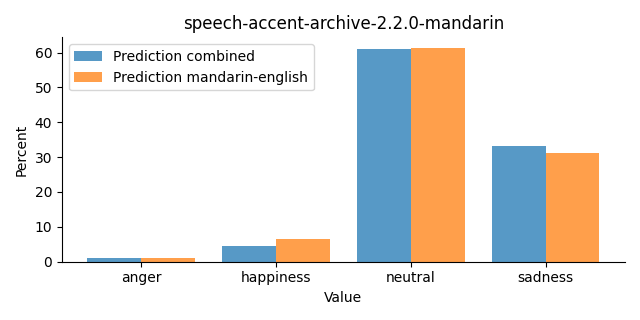 speech-accent-archive-2.2.0-mandarin
Prediction combined
Prediction mandarin-english
Percent
60
50
40
30
20
10
0
anger happiness neutral sadness
Value